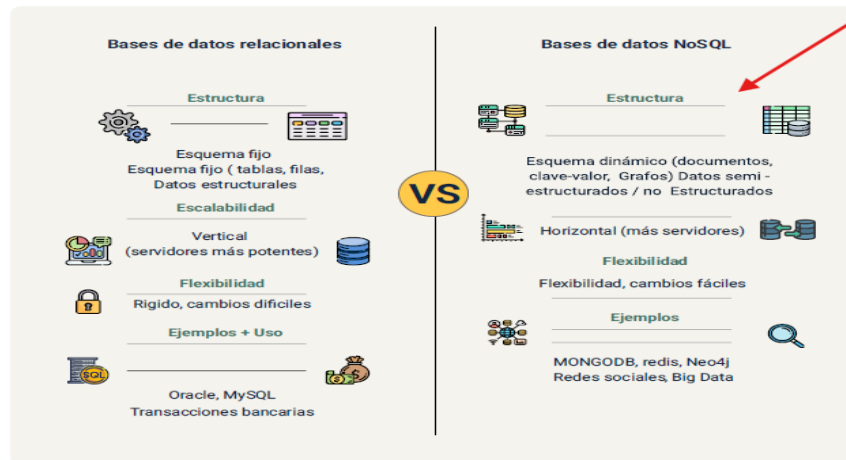 Bases de datos relacionales
Estructura
Esquema fijo
Esquema fijo ( tablas, filas,
Datos estructurales
Escalabilidad
Vertical
(servidores más potentes)
Flexibilidad
Rigido, cambios dificiles
Ejemplos + Uso
SQL
Oracle, MySQL
Transacciones bancarias
VS
Bases de datos NoSQL
Estructura
Esquema dinámico (documentos,
clave-valor, Grafos) Datos semi -
estructurados / no Estructurados
Horizontal (más servidores)
Flexibilidad
Flexibilidad, cambios fáciles
Ejemplos
MONGODB, redis, Neo4j
Redes sociales, Big Data